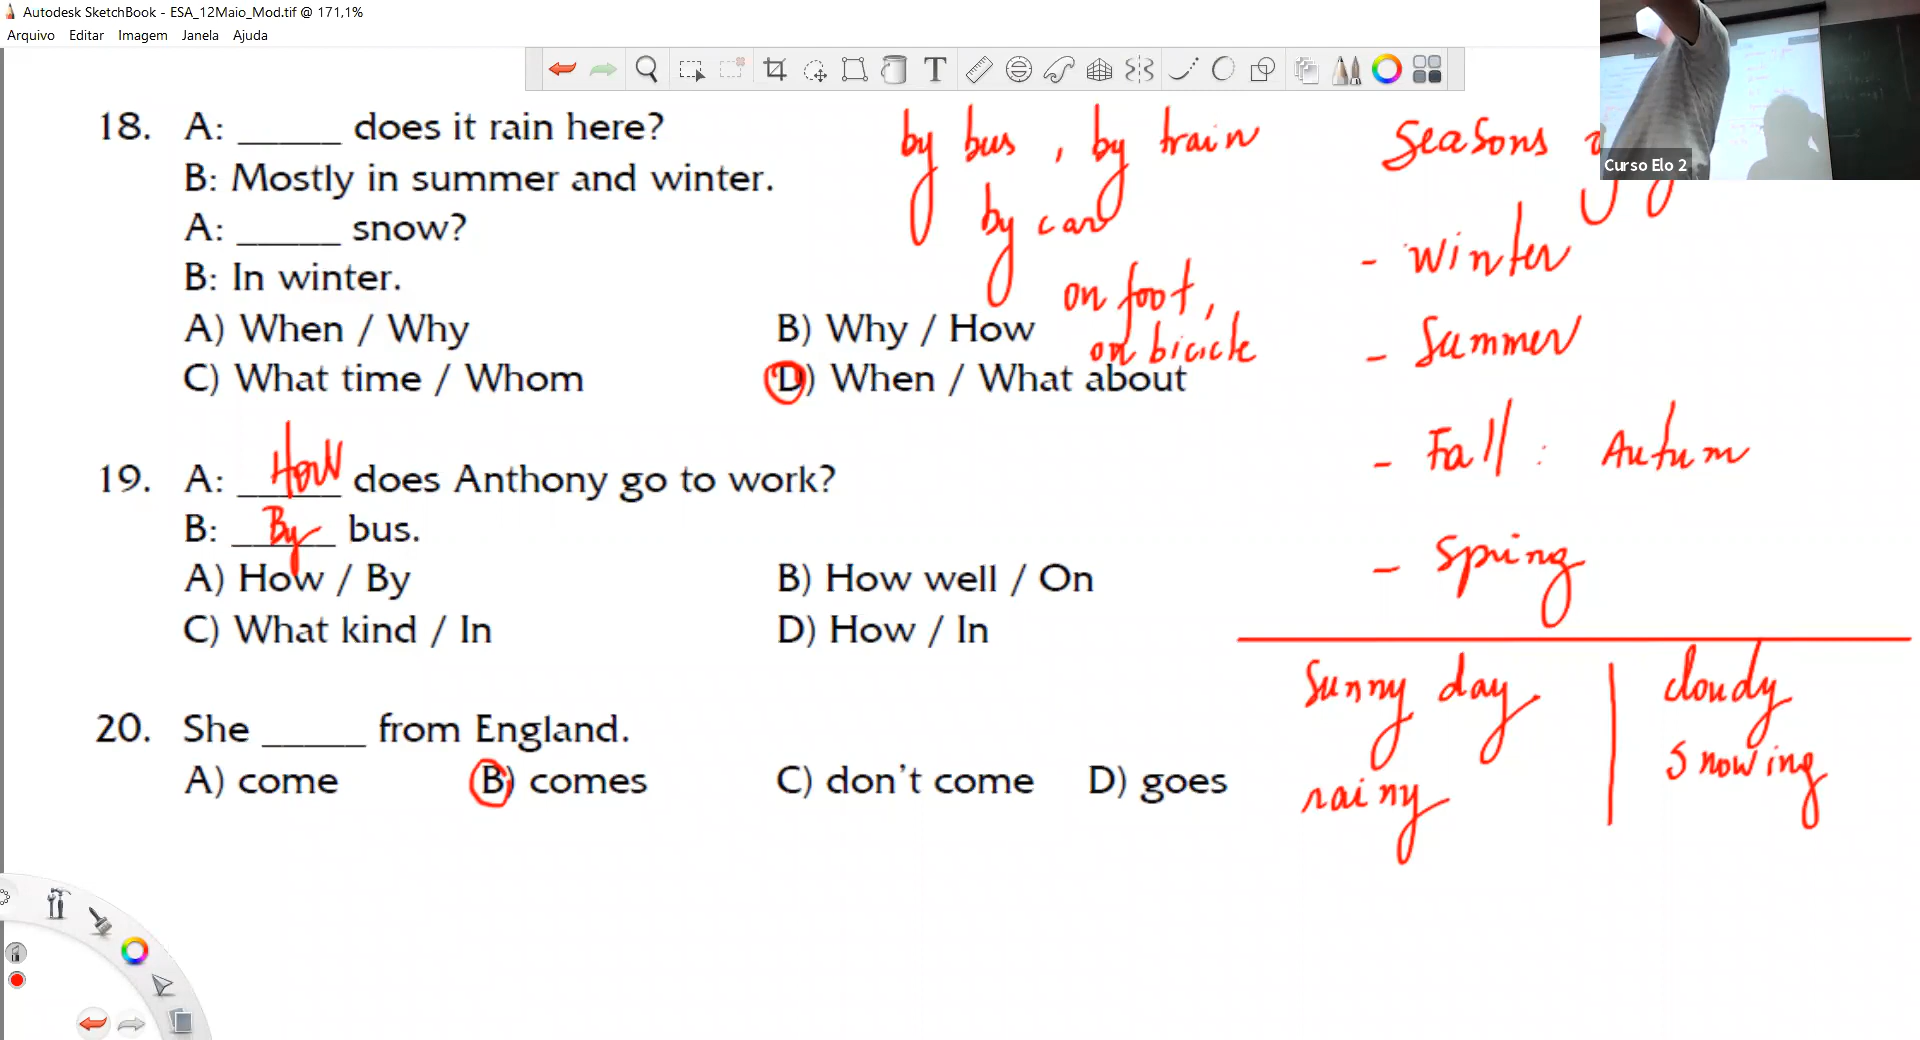 Autodesk SketchBook - ESA_12Maio_Mod.tif @ 171,1%
Arquivo Editar Imagem Janela Ajuda
T
18. A: _____ does it rain here?
B: Mostly in summer and winter.
A: _____ snow?
B: In winter.
A) When / Why B) Why / How
C) What time / Whom D) When / What about
by bus, by train
by car
on foot,
on bicicle
19. A: How does Anthony go to work?
B: By bus.
A) How / By B) How well / On
C) What kind / In D) How / In
20. She _____ from England.
A) come B) comes C) don't come D) goes
Seasons
- winter
- Summer
- Fall : Autum
- Spring
Sunny day
rainy
cloudy
snowing
Curso Elo 2